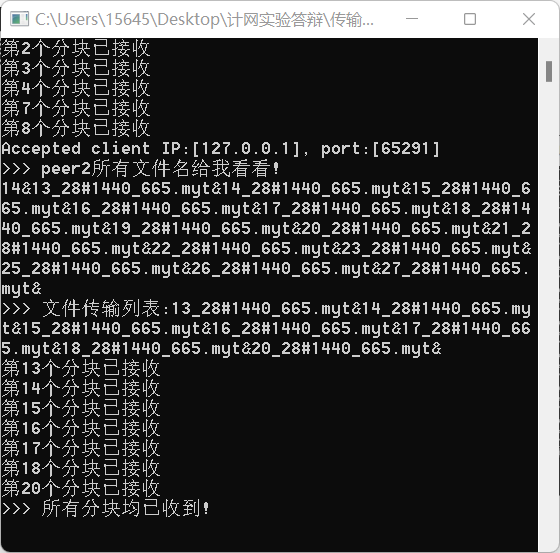 C:\Users\15645\Desktop\计网实验答辩\传输...
第2个分块已接收
第3个分块已接收
第4个分块已接收
第7个分块已接收
第8个分块已接收
Accepted client IP:[127.0.0.1], port:[65291]
>>> peer2所有文件名给我看看!
14&13_28#1440_665.myt&14_28#1440_665.myt&15_28#1440_6
65.myt&16_28#1440_665.myt&17_28#1440_665.myt&18_28#14
40_665.myt&19_28#1440_665.myt&20_28#1440_665.myt&21_2
8#1440_665.myt&22_28#1440_665.myt&23_28#1440_665.myt&
25_28#1440_665.myt&26_28#1440_665.myt&27_28#1440_665.
myt&
>>> 文件传输列表:13_28#1440_665.myt&14_28#1440_665.my
t&15_28#1440_665.myt&16_28#1440_665.myt&17_28#1440_66
5.myt&18_28#1440_665.myt&20_28#1440_665.myt&
第13个分块已接收
第14个分块已接收
第15个分块已接收
第16个分块已接收
第17个分块已接收
第18个分块已接收
第20个分块已接收
>>> 所有分块均已收到!